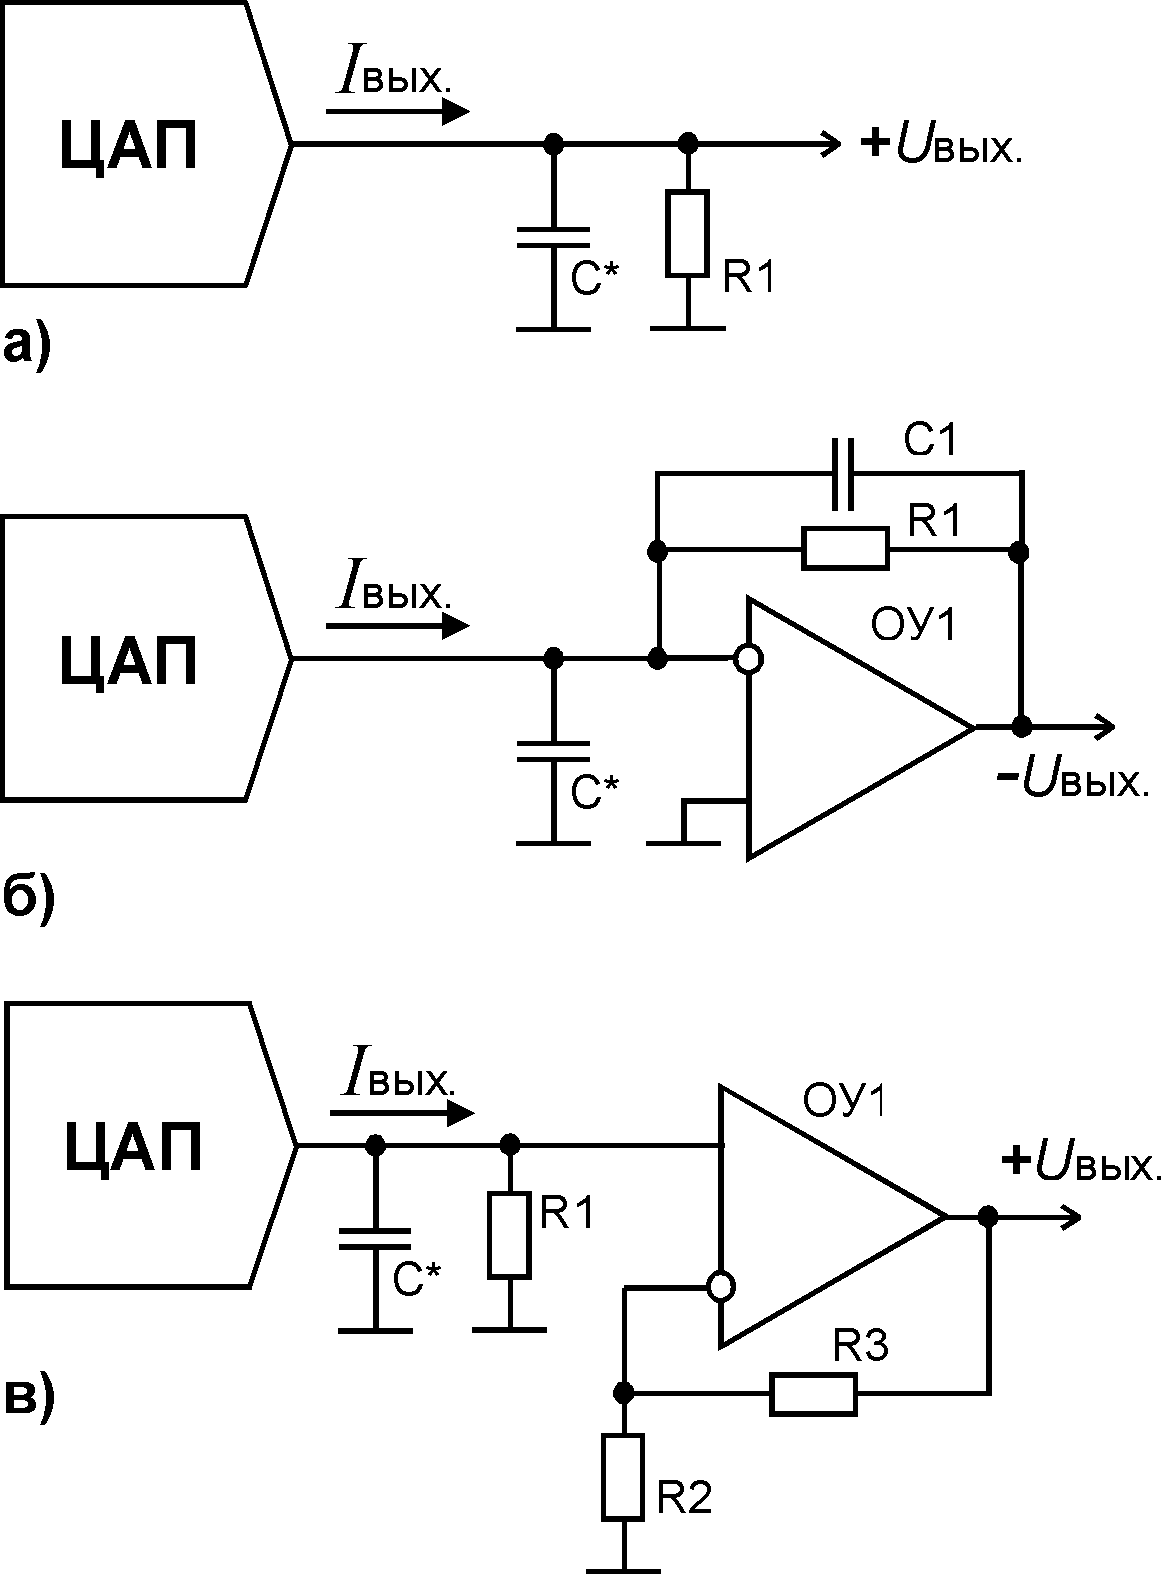 Iвых.
ЦАП
+Uвых.
C*
R1
а)
C1
R1
Iвых.
ОУ1
ЦАП
-Uвых.
C*
б)
Iвых.
ОУ1
ЦАП
+Uвых.
R1
C*
R3
в)
R2